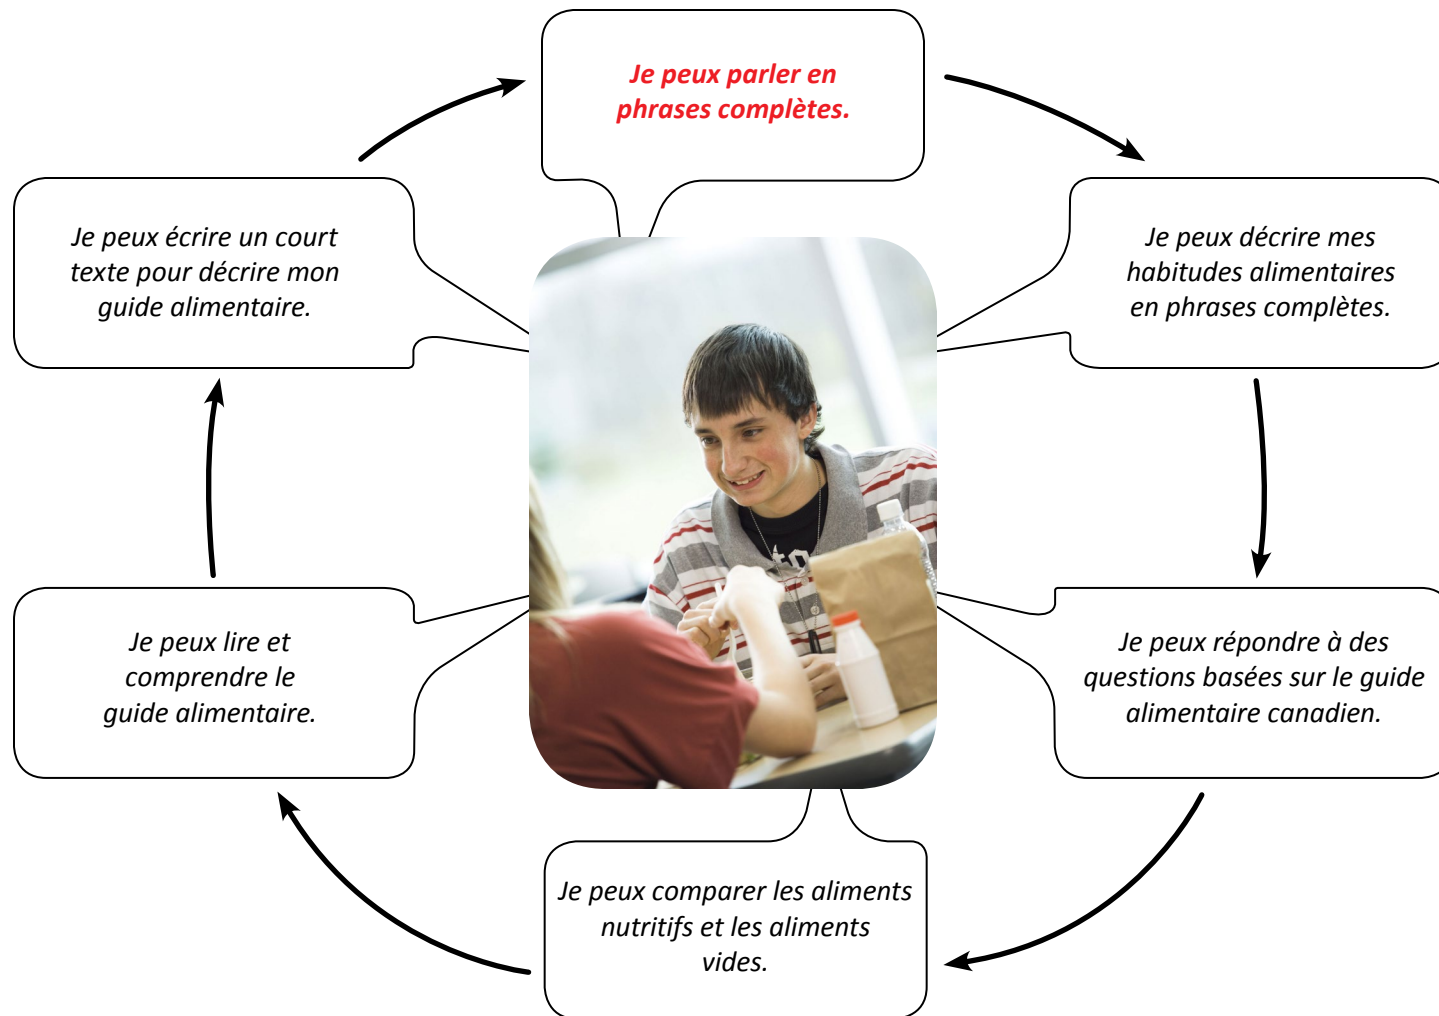 Je peux parler en
phrases complètes.
Je peux décrire mes
habitudes alimentaires
en phrases complètes.
Je peux répondre à des
questions basées sur le guide
alimentaire canadien.
Je peux comparer les aliments
nutritifs et les aliments
vides.
Je peux lire et
comprendre le
guide alimentaire.
Je peux écrire un court
texte pour décrire mon
guide alimentaire.